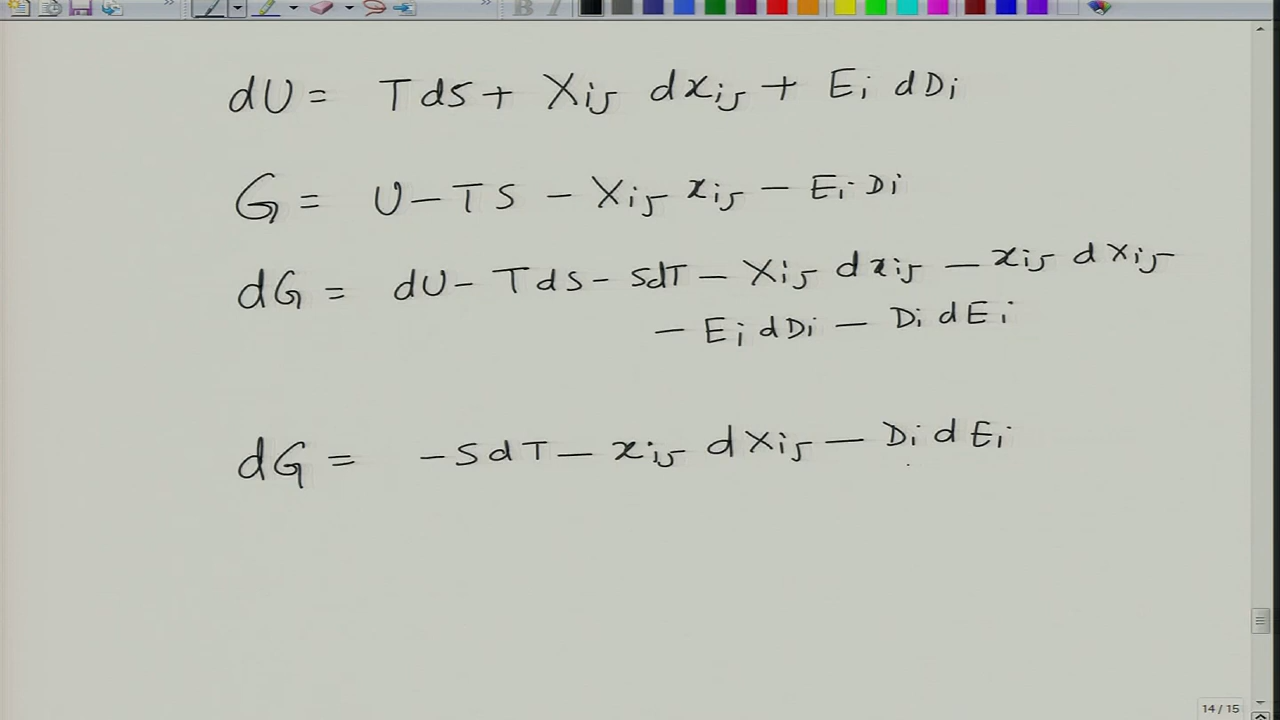 dU = TdS + Xij dxij + Ei dDi
G = U - TS - Xij xij - Ei Di
dG = dU - TdS - SdT - Xij dxij - xij dXij
- Ei dDi - Di dEi
dG = -SdT - xij dXij - Di dEi
14 / 15